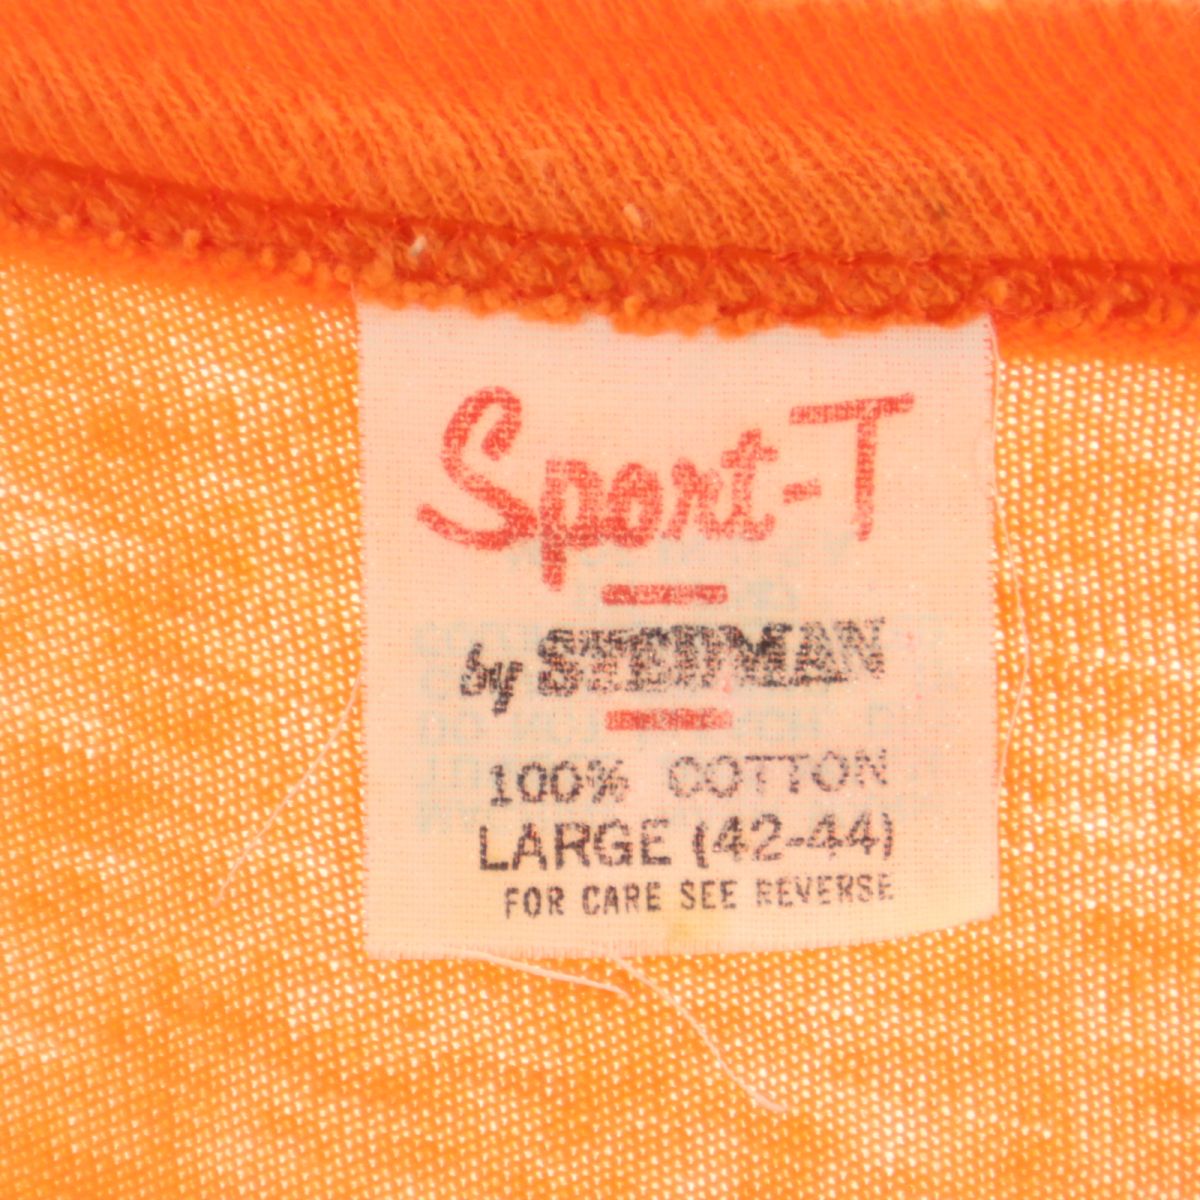 Sport-T
by STEDMAN
100% COTTON
LARGE (42-44)
FOR CARE SEE REVERSE